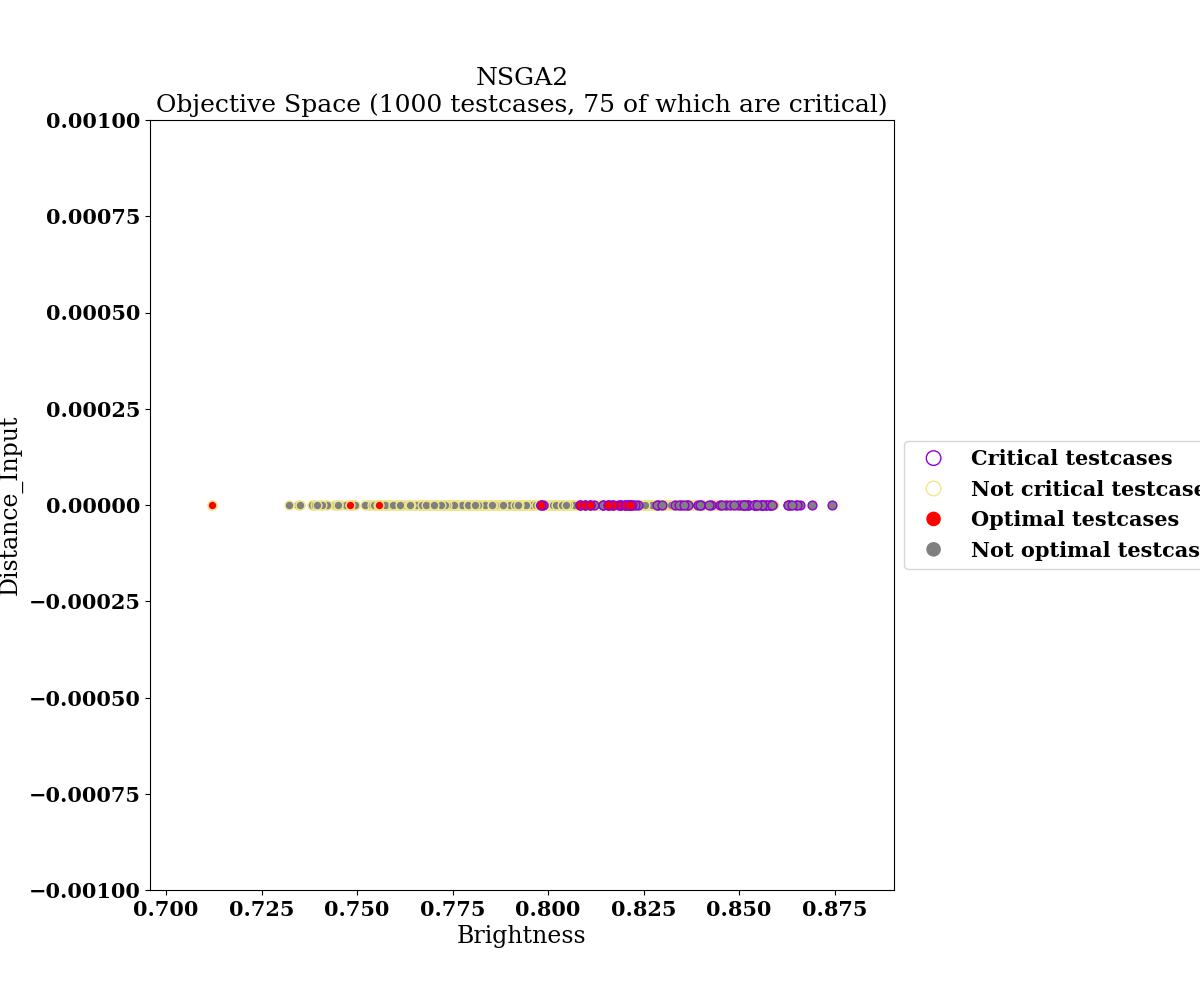 NSGA2
Objective Space (1000 testcases, 75 of which are critical)
0.00100
0.00075
0.00050
0.00025
0.00000
−0.00025
−0.00050
−0.00075
−0.00100
Distance_Input
0.700 0.725 0.750 0.775 0.800 0.825 0.850 0.875
Brightness
Critical testcases
Not critical testcase
Optimal testcases
Not optimal testcas